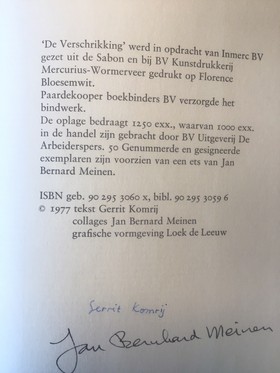 'De Verschrikking' werd in opdracht van Inmerc BV
gezet uit de Sabon en bij BV Kunstdrukkerij
Mercurius-Wormerveer gedrukt op Florence
Bloesemwit.
Paardekooper boekbinders BV verzorgde het
bindwerk.
De oplage bedraagt 1250 exx., waarvan 1000 exx.
in de handel zijn gebracht door BV Uitgeverij De
Arbeiderspers. 50 Genummerde en gesigneerde
exemplaren zijn voorzien van een ets van Jan
Bernard Meinen.
ISBN geb. 90 295 3060 x, bibl. 90 295 3059 6
© 1977 tekst Gerrit Komrij
collages Jan Bernard Meinen
grafische vormgeving Loek de Leeuw
Gerrit Komrij
Jan Bernhard Meinen